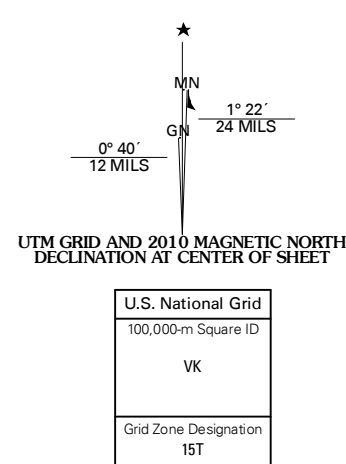 MN
1° 22´
24 MILS
GN
0° 40´
12 MILS
UTM GRID AND 2010 MAGNETIC NORTH
DECLINATION AT CENTER OF SHEET
U.S. National Grid
100,000-m Square ID
VK
Grid Zone Designation
15T